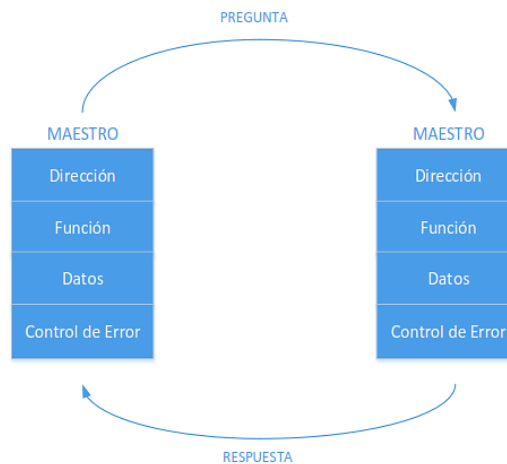 PREGUNTA
MAESTRO
Dirección
Función
Datos
Control de Error
MAESTRO
Dirección
Función
Datos
Control de Error
RESPUESTA